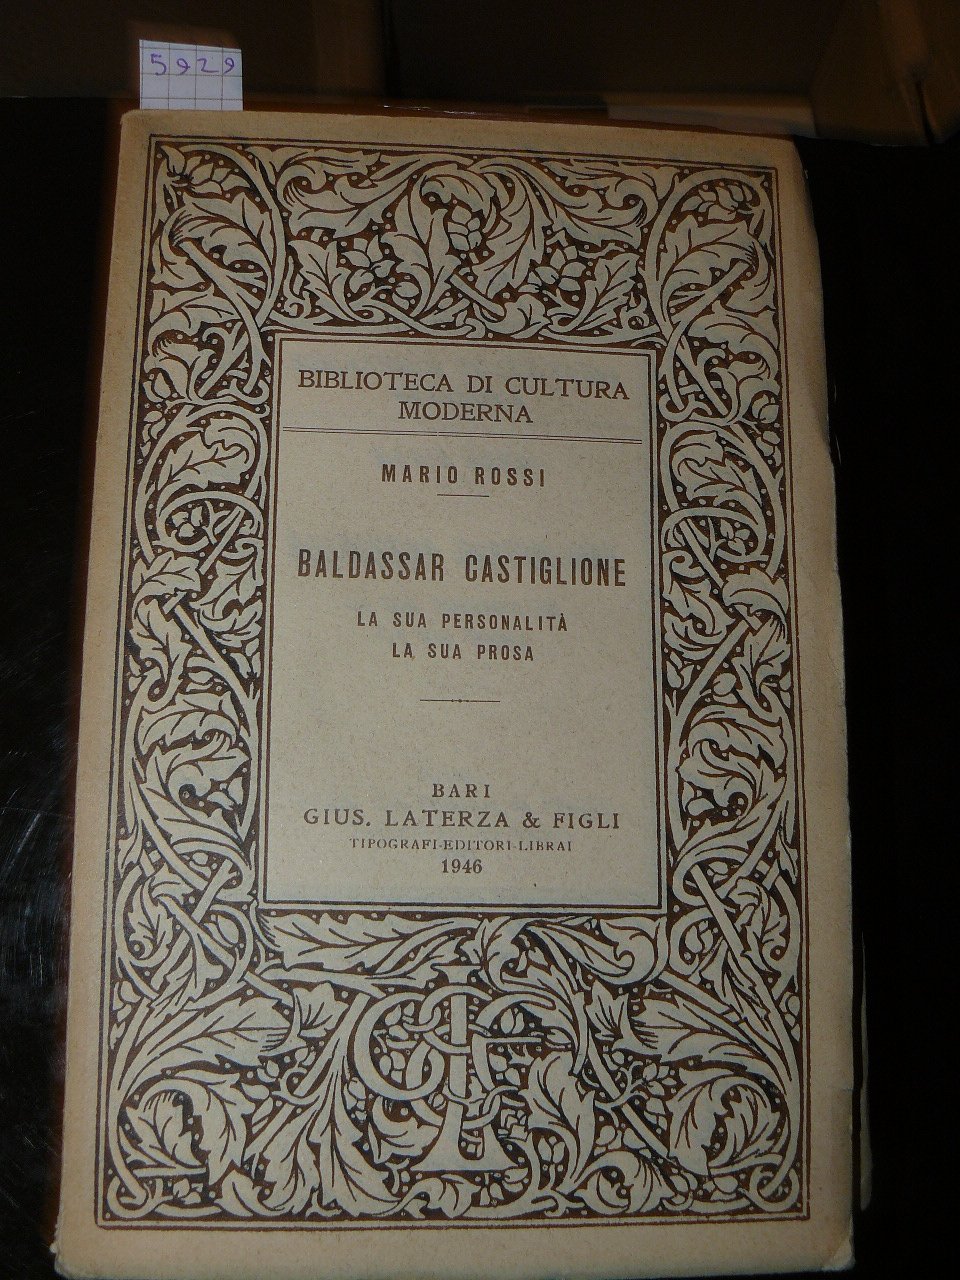 5929
BIBLIOTECA DI CULTURA
MODERNA
MARIO ROSSI
BALDASSAR CASTIGLIONE
LA SUA PERSONALITÀ
LA SUA PROSA
BARI
GIUS. LATERZA & FIGLI
TIPOGRAFI-EDITORI-LIBRAI
1946